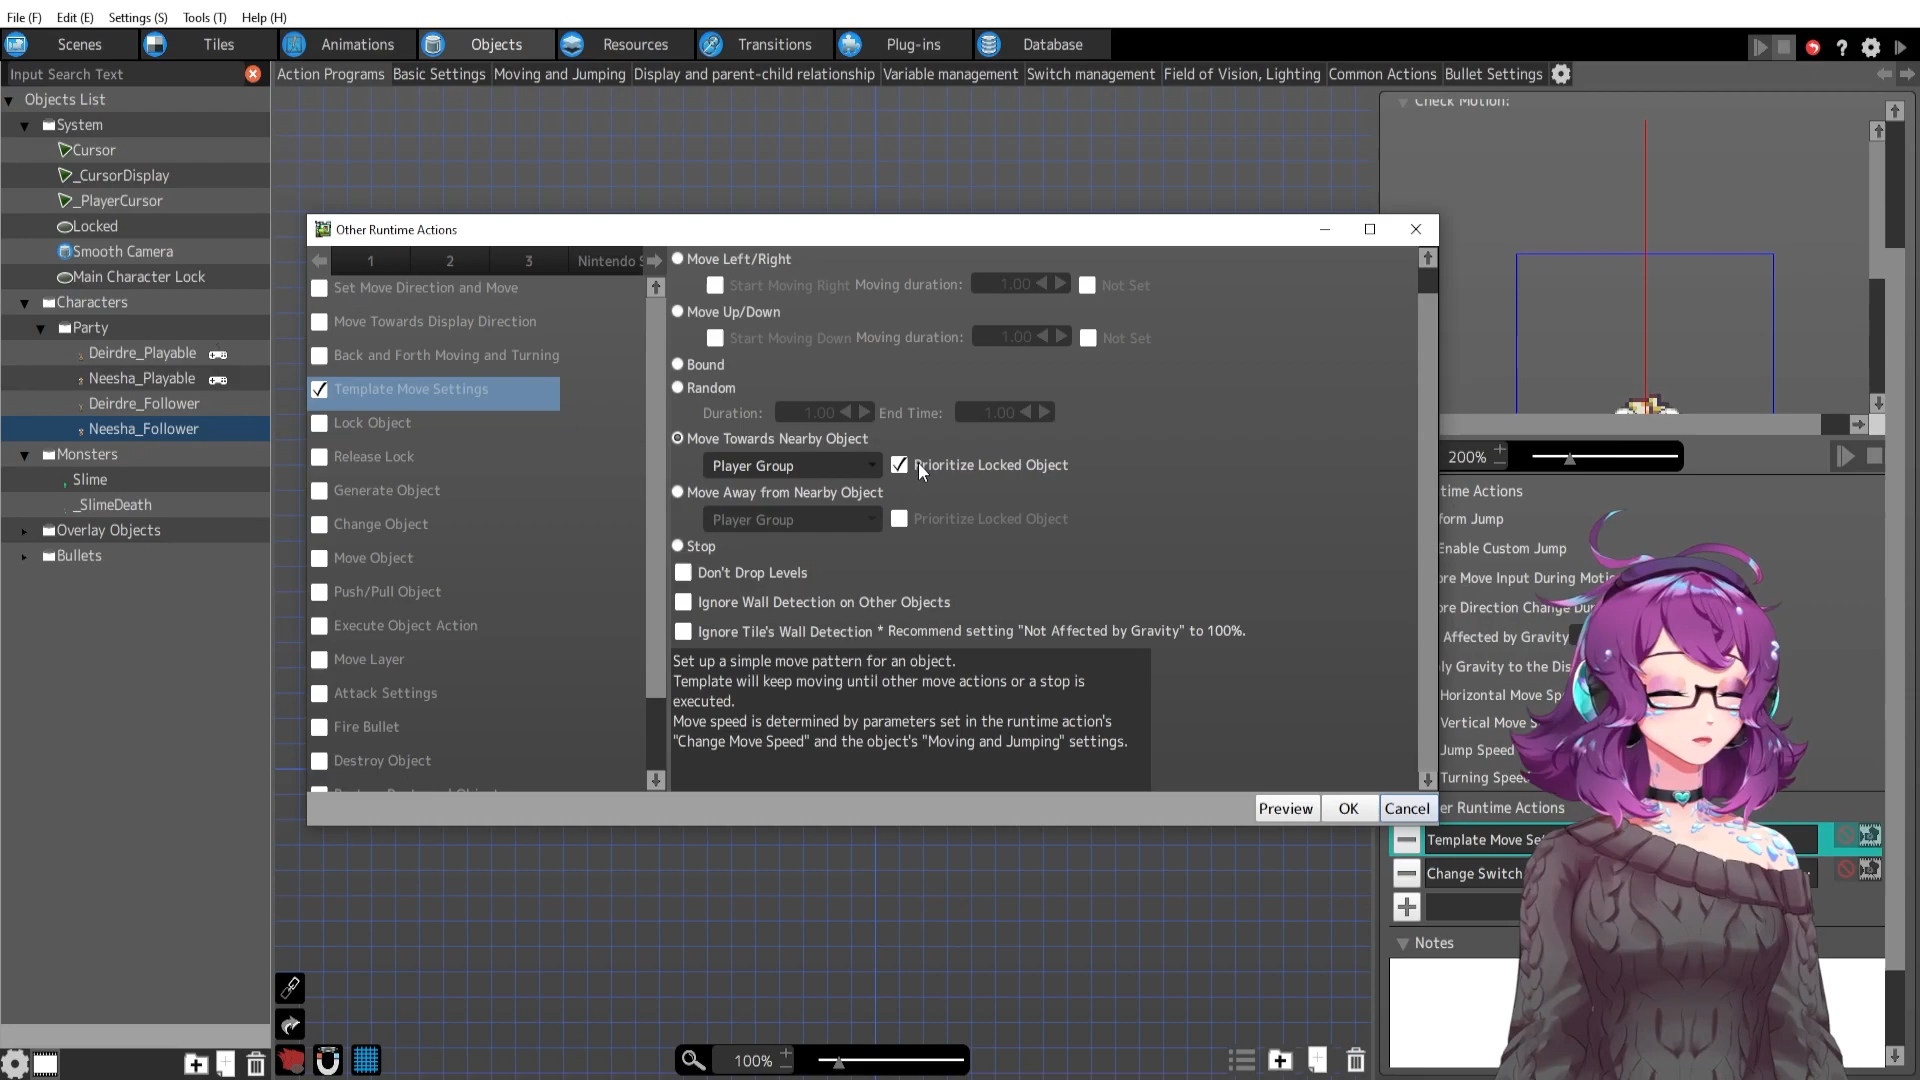 File (F) Edit (E) Settings (S) Tools (T) Help (H)
Scenes Tiles Animations Objects Resources Transitions Plug-ins Database
Input Search Text
Action Programs Basic Settings Moving and Jumping Display and parent-child relationship Variable management Switch management Field of Vision, Lighting Common Actions Bullet Settings
Objects List
System
Cursor
_CursorDisplay
_PlayerCursor
Locked
Smooth Camera
Main Character Lock
Characters
Party
Deirdre_Playable
Neesha_Playable
Deirdre_Follower
Neesha_Follower
Monsters
Slime
_SlimeDeath
Overlay Objects
Bullets
Check Motion:
Other Runtime Actions
1 2 3 Nintendo
Set Move Direction and Move
Move Towards Display Direction
Back and Forth Moving and Turning
Template Move Settings
Lock Object
Release Lock
Generate Object
Change Object
Move Object
Push/Pull Object
Execute Object Action
Move Layer
Attack Settings
Fire Bullet
Destroy Object
Move Left/Right
Start Moving Right Moving duration: 1.00 Not Set
Move Up/Down
Start Moving Down Moving duration: 1.00 Not Set
Bound
Random
Duration: 1.00 End Time: 1.00
Move Towards Nearby Object
Player Group Prioritize Locked Object
Move Away from Nearby Object
Player Group Prioritize Locked Object
Stop
Don't Drop Levels
Ignore Wall Detection on Other Objects
Ignore Tile's Wall Detection * Recommend setting "Not Affected by Gravity" to 100%.
Set up a simple move pattern for an object.
Template will keep moving until other move actions or a stop is
executed.
Move speed is determined by parameters set in the runtime action's
"Change Move Speed" and the object's "Moving and Jumping" settings.
Preview OK Cancel
200%
time Actions
form Jump
Enable Custom Jump
ore Move Input During Moti
ore Direction Change Du
Affected by Gravity
ly Gravity to the Dis
Horizontal Move Sp
Vertical Move S
Jump Speed
Turning Speed
er Runtime Actions
Template Move Se
Change Switch
Notes
100%